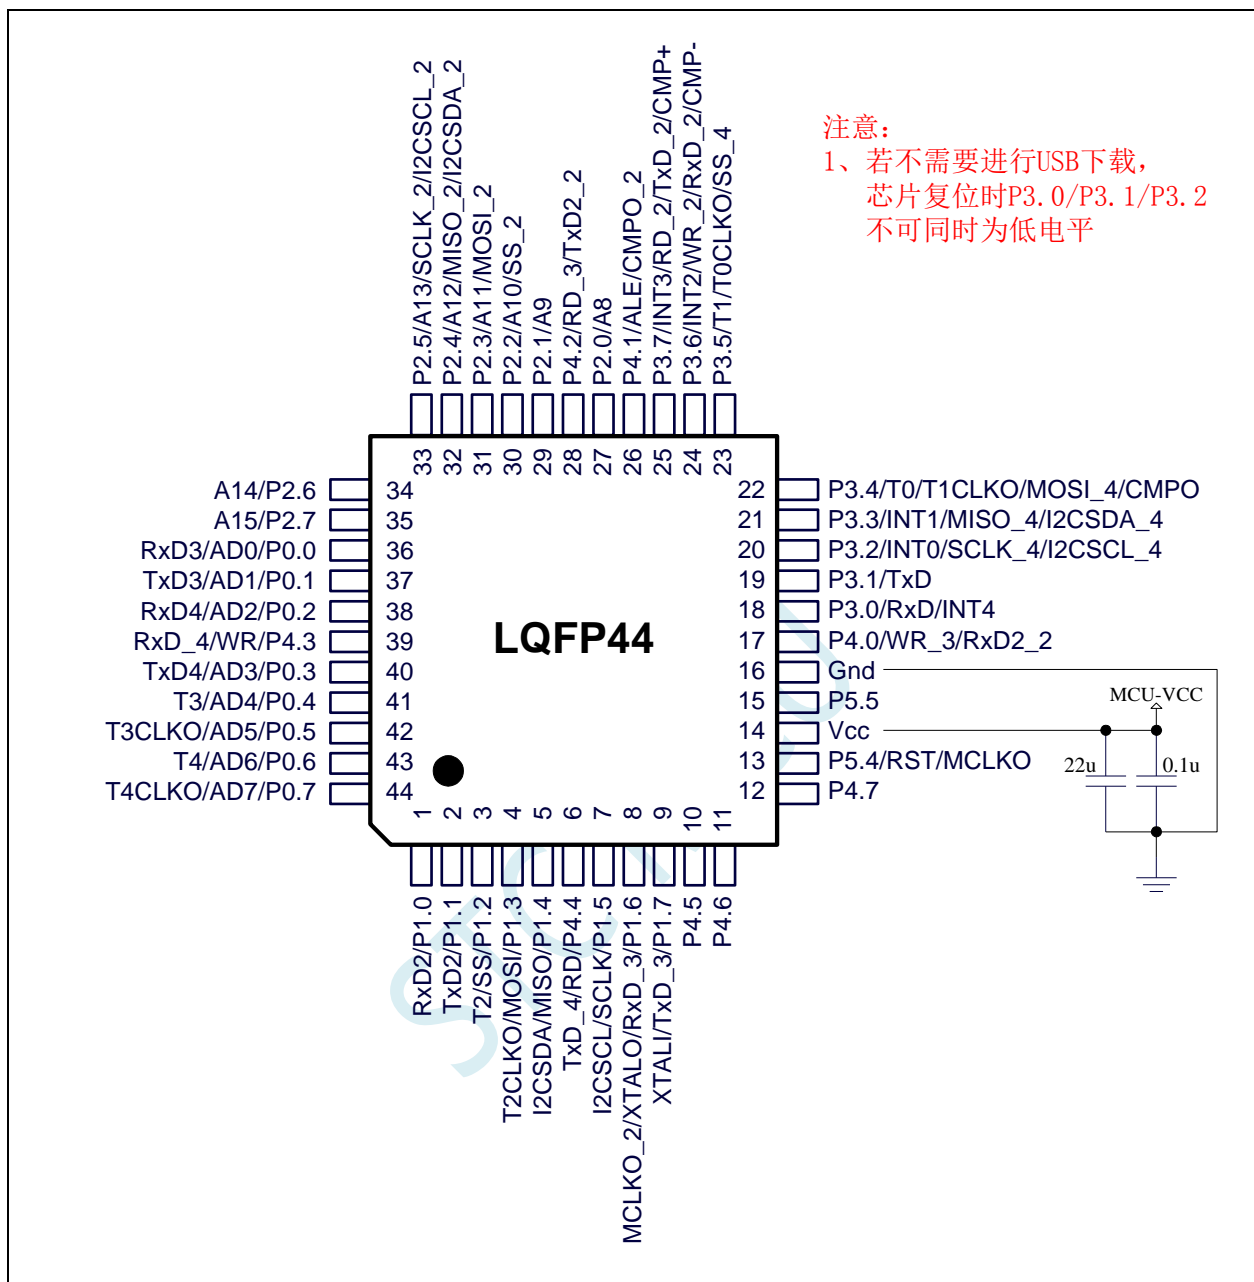 P2.5/A13/SCLK_2/I2CSCL_2
P2.4/A12/MISO_2/I2CSDA_2
P2.3/A11/MOSI_2
P2.2/A10/SS_2
P2.1/A9
P4.2/RD_3/TxD2_2
P2.0/A8
P4.1/ALE/CMPO_2
P3.7/INT3/RD_2/TxD_2/CMP+
P3.6/INT2/WR_2/RxD_2/CMP-
P3.5/T1/T0CLKO/SS_4
注意：
1、若不需要进行USB下载，
芯片复位时P3.0/P3.1/P3.2
不可同时为低电平
33
32
31
30
29
28
27
26
25
24
23
A14/P2.6 34
A15/P2.7 35
RxD3/AD0/P0.0 36
TxD3/AD1/P0.1 37
RxD4/AD2/P0.2 38
RxD_4/WR/P4.3 39
TxD4/AD3/P0.3 40
T3/AD4/P0.4 41
T3CLKO/AD5/P0.5 42
T4/AD6/P0.6 43
T4CLKO/AD7/P0.7 44
LQFP44
22 P3.4/T0/T1CLKO/MOSI_4/CMPO
21 P3.3/INT1/MISO_4/I2CSDA_4
20 P3.2/INT0/SCLK_4/I2CSCL_4
19 P3.1/TxD
18 P3.0/RxD/INT4
17 P4.0/WR_3/RxD2_2
16 Gnd
15 P5.5
14 Vcc
13 P5.4/RST/MCLKO
12 P4.7
MCU-VCC
22u
0.1u
1
2
3
4
5
6
7
8
9
10
11
RxD2/P1.0
TxD2/P1.1
T2/SS/P1.2
T2CLKO/MOSI/P1.3
I2CSDA/MISO/P1.4
TxD_4/RD/P4.4
I2CSCL/SCLK/P1.5
MCLKO_2/XTALO/RxD_3/P1.6
XTALI/TxD_3/P1.7
P4.5
P4.6